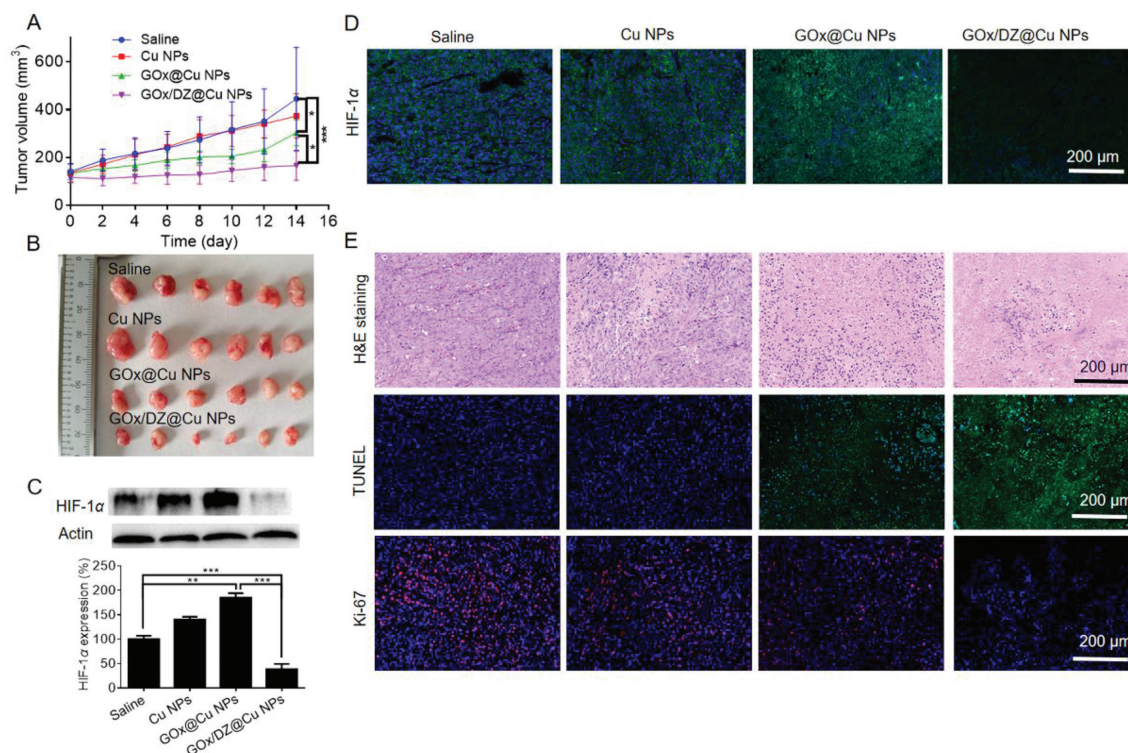 A
Tumor volume (mm³)
600
400
200
0
Saline
Cu NPs
GOx@Cu NPs
GOx/DZ@Cu NPs
*
*
***
0 2 4 6 8 10 12 14 16
Time (day)
B
Saline
Cu NPs
GOx@Cu NPs
GOx/DZ@Cu NPs
C
HIF-1α
Actin
HIF-1α expression (%)
250
200
150
100
50
0
***
** ***
Saline
Cu NPs
GOx@Cu NPs
GOx/DZ@Cu NPs
D
Saline Cu NPs GOx@Cu NPs GOx/DZ@Cu NPs
HIF-1α
200 μm
E
H&E staining
200 μm
TUNEL
200 μm
Ki-67
200 μm